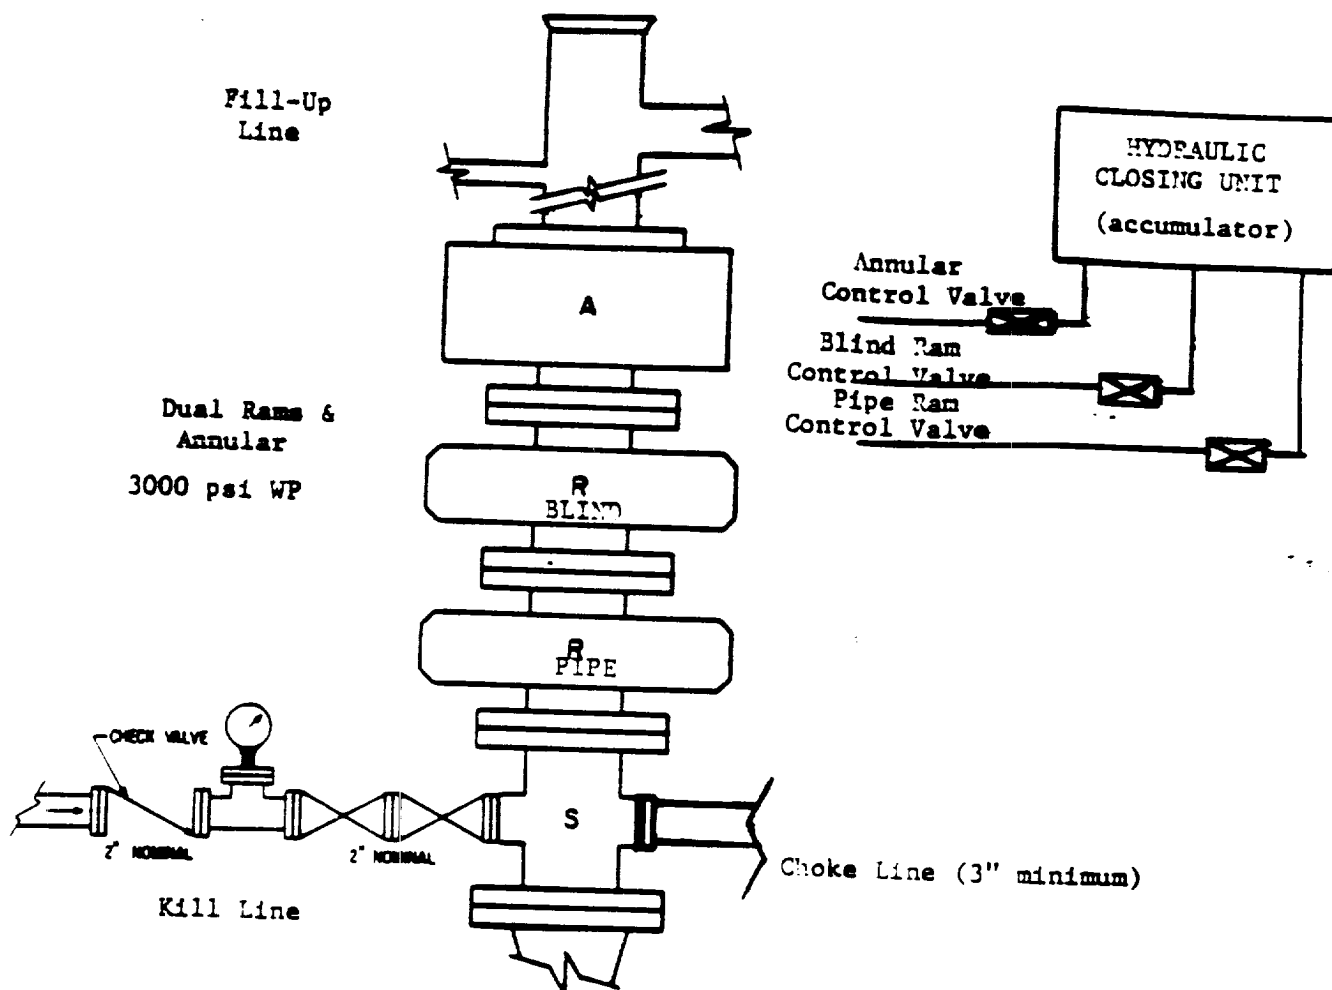 Fill-Up
Line
HYDRAULIC
CLOSING UNIT
(accumulator)
Annular
Control Valve
Blind Ram
Control Valve
Pipe Ram
Control Valve
A
Dual Rams &
Annular
3000 psi WP
R
BLIND
R
PIPE
CHECK VALVE
S
2" NOMINAL
2" NOMINAL
Choke Line (3" minimum)
Kill Line